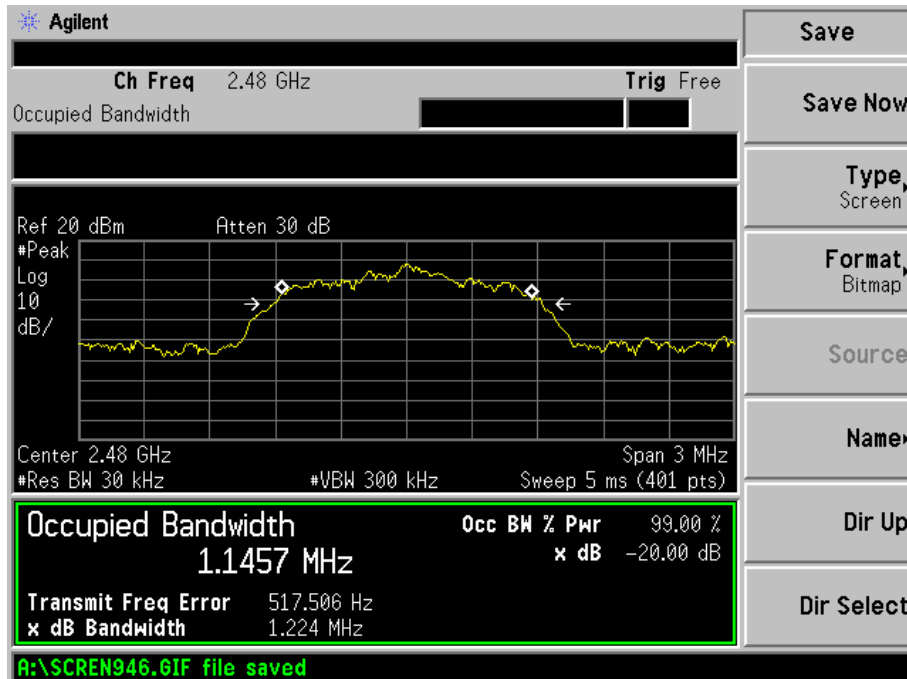 Agilent
Save
Ch Freq 2.48 GHz Trig Free
Occupied Bandwidth
Save Now
Type
Screen
Ref 20 dBm Atten 30 dB
#Peak
Log
10
dB/
Format
Bitmap
Source
Center 2.48 GHz Span 3 MHz
#Res BW 30 kHz #VBW 300 kHz Sweep 5 ms (401 pts)
Name
Occupied Bandwidth
1.1457 MHz
Occ BW % Pwr 99.00 %
x dB -20.00 dB
Dir Up
Transmit Freq Error 517.506 Hz
x dB Bandwidth 1.224 MHz
Dir Select
A:\SCREN946.GIF file saved